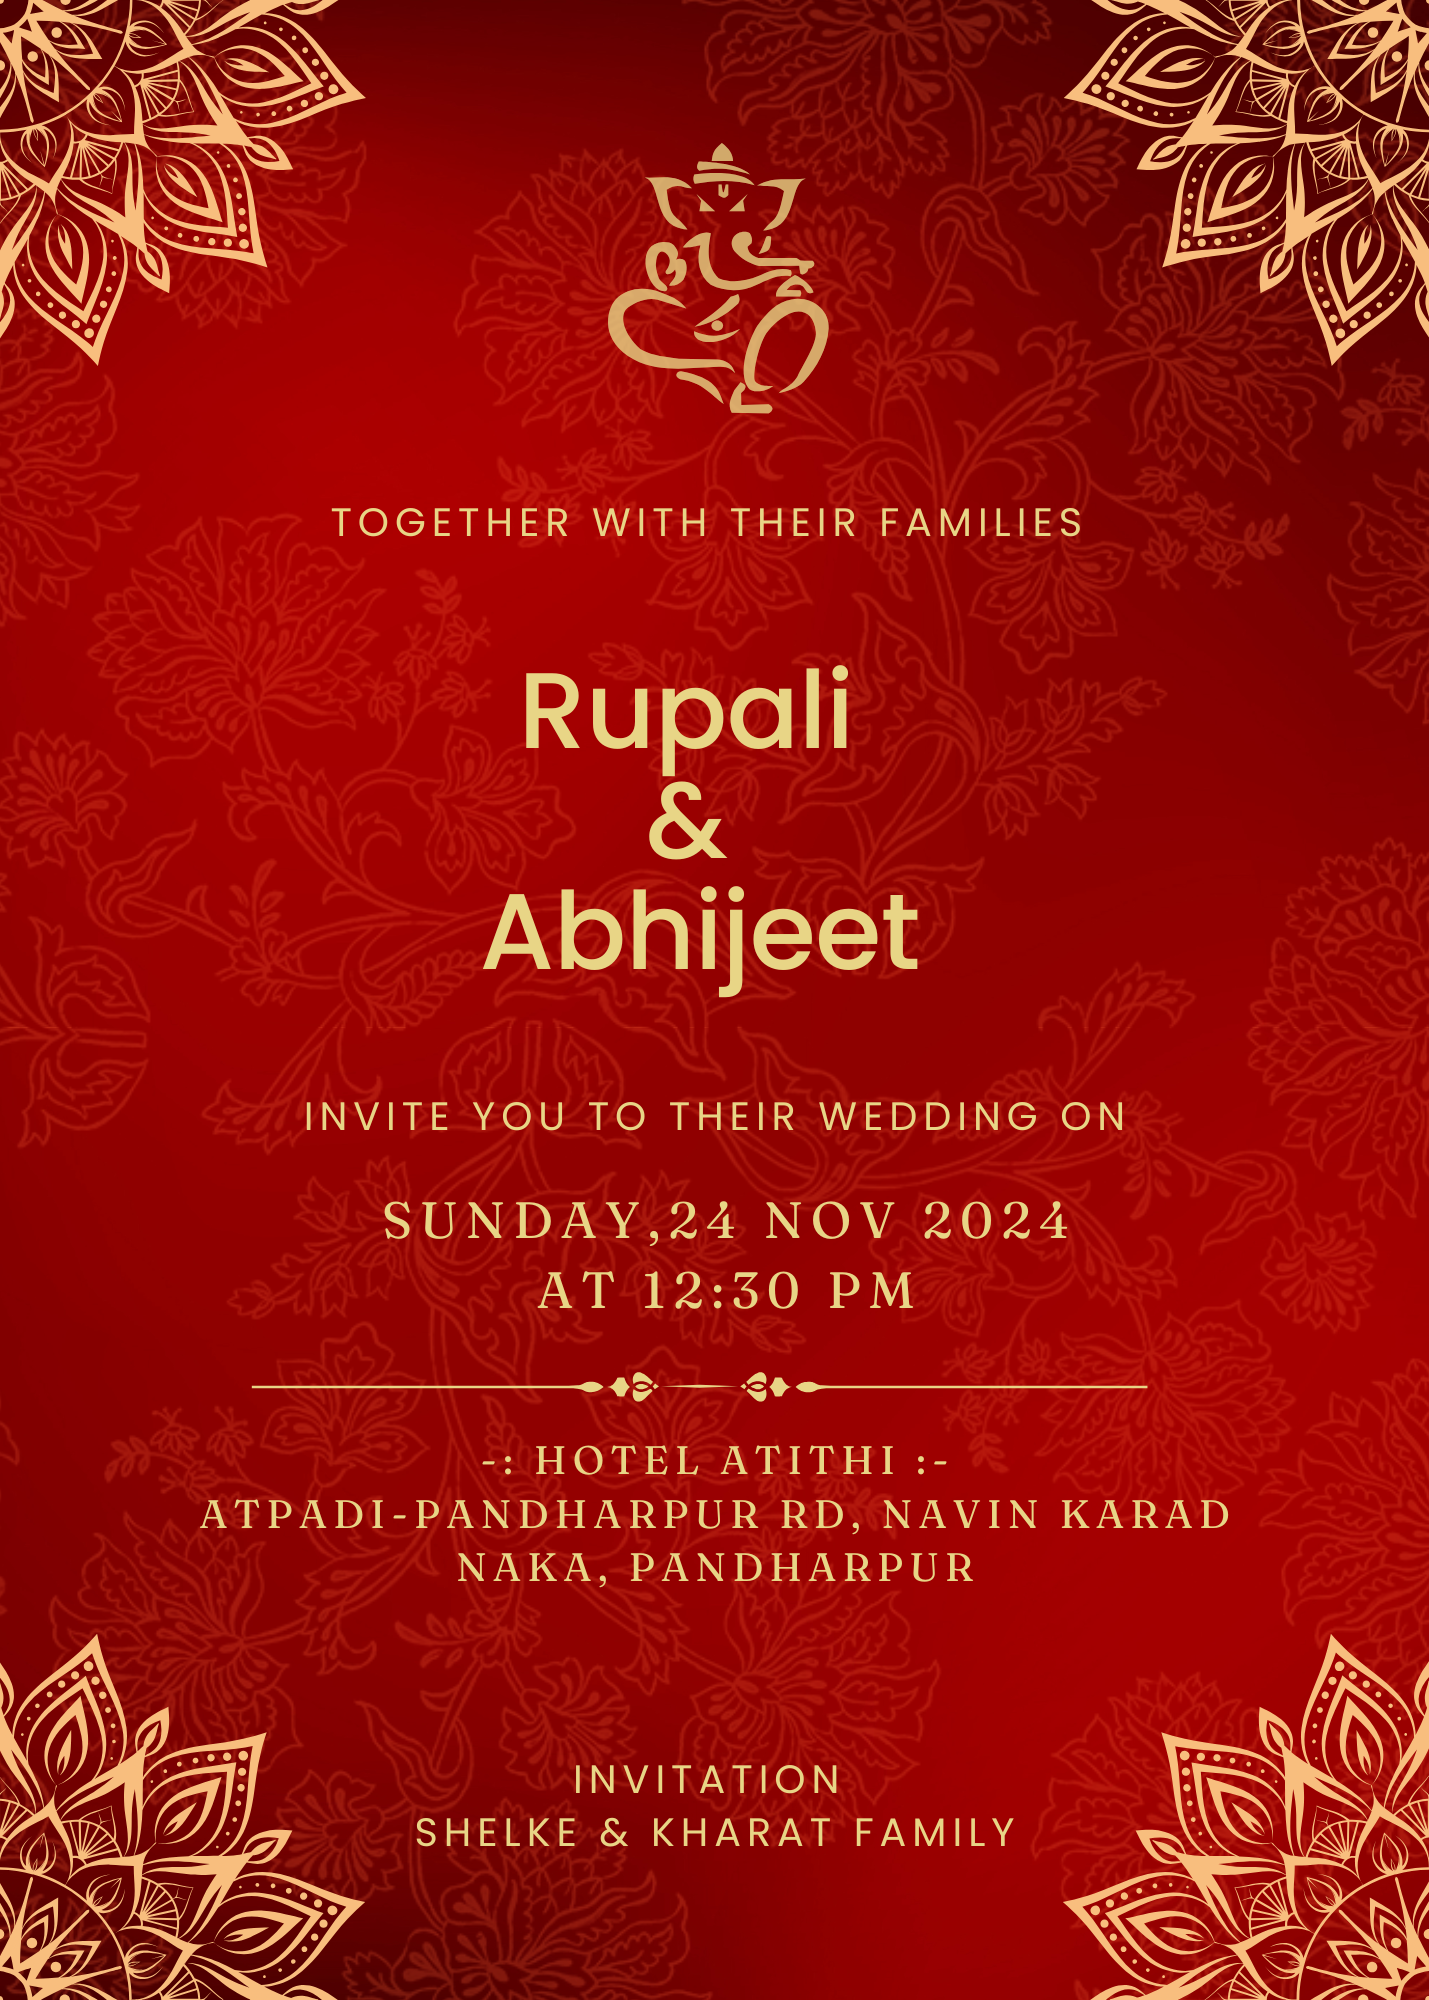 TOGETHER WITH THEIR FAMILIES
Rupali
&
Abhijeet
INVITE YOU TO THEIR WEDDING ON
SUNDAY,24 NOV 2024
AT 12:30 PM
-: HOTEL ATITHI :-
ATPADI-PANDHARPUR RD, NAVIN KARAD
NAKA, PANDHARPUR
INVITATION
SHELKE & KHARAT FAMILY